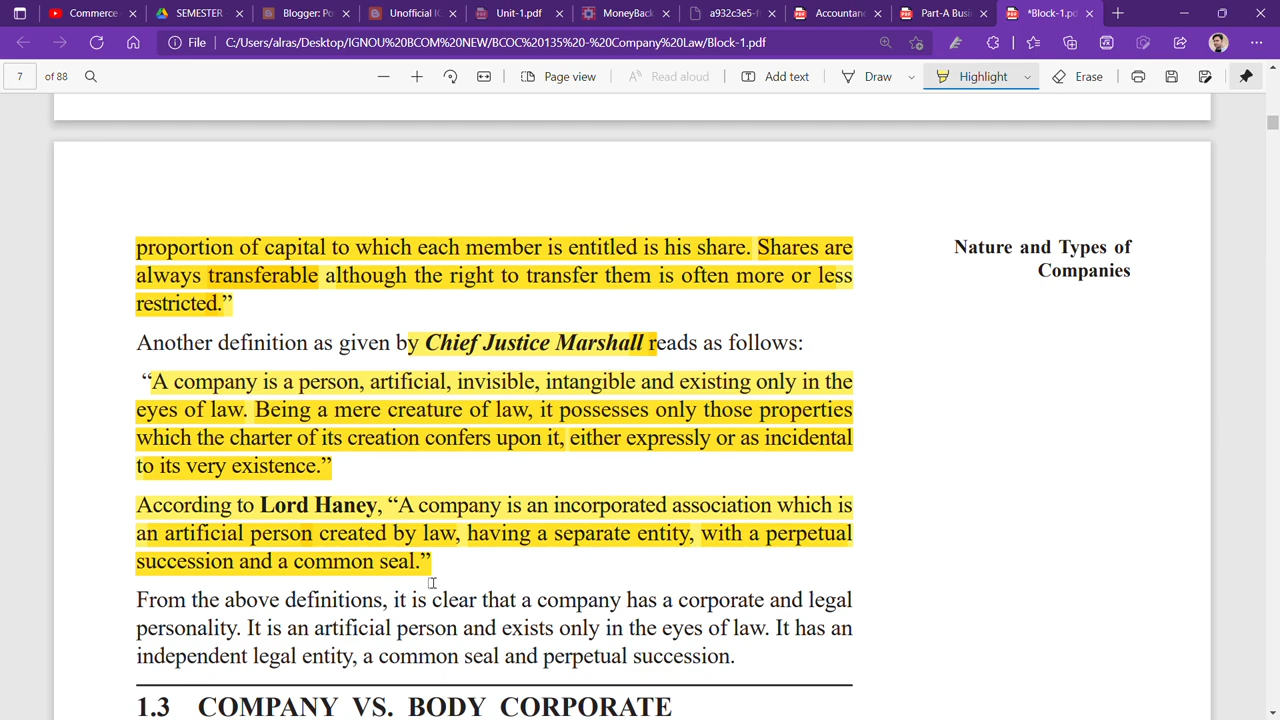 Commerce
SEMESTER
Blogger Po
Unofficial IG
Unit-1.pdf
MoneyBack
a932c3e5-f
Accountan
Part-A Busi
*Block-1.pd
File
C:/Users/alras/Desktop/IGNOU%20BCOM%20NEW/BCOC%20135%20-%20Company%20Law/Block-1.pdf
7 of 88
Page view
Read aloud
Add text
Draw
Highlight
Erase
proportion of capital to which each member is entitled is his share. Shares are
always transferable although the right to transfer them is often more or less
restricted.”
Nature and Types of
Companies
Another definition as given by Chief Justice Marshall reads as follows:
“A company is a person, artificial, invisible, intangible and existing only in the
eyes of law. Being a mere creature of law, it possesses only those properties
which the charter of its creation confers upon it, either expressly or as incidental
to its very existence.”
According to Lord Haney, “A company is an incorporated association which is
an artificial person created by law, having a separate entity, with a perpetual
succession and a common seal.”
From the above definitions, it is clear that a company has a corporate and legal
personality. It is an artificial person and exists only in the eyes of law. It has an
independent legal entity, a common seal and perpetual succession.
1.3 COMPANY VS. BODY CORPORATE